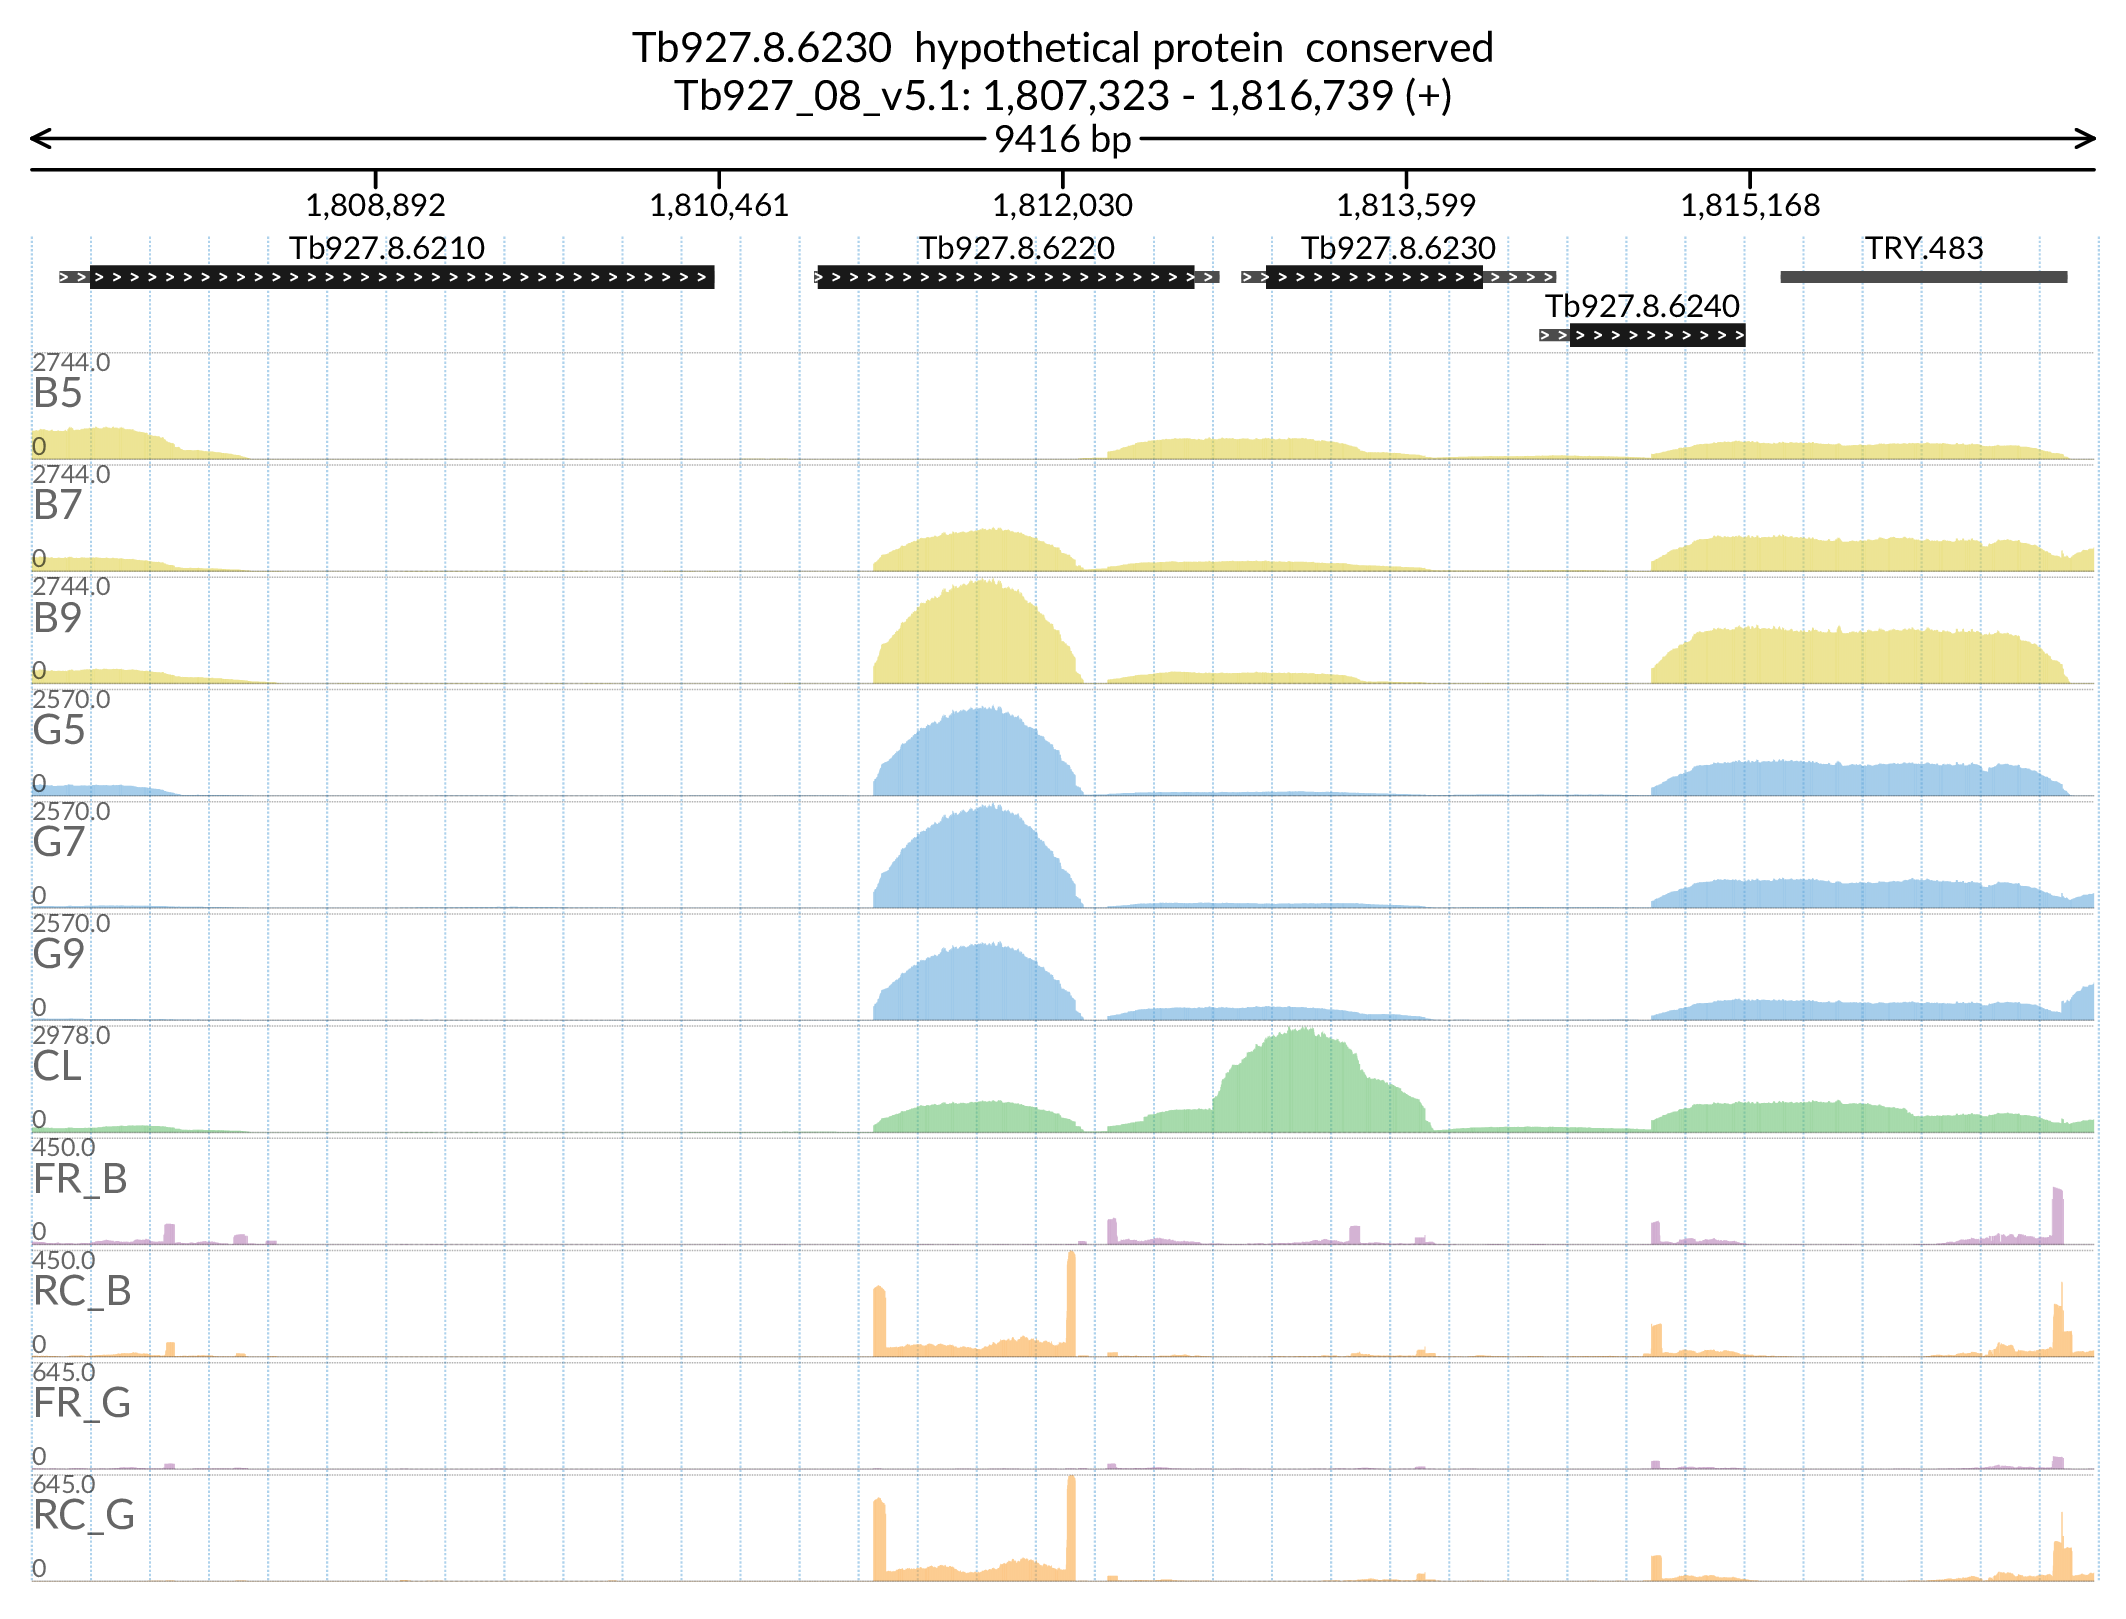 Tb927.8.6230  hypothetical protein  conserved
Tb927_08_v5.1: 1,807,323 - 1,816,739 (+)
9416 bp
1,808,892 1,810,461 1,812,030 1,813,599 1,815,168
Tb927.8.6210 Tb927.8.6220 Tb927.8.6230 TRY.483
Tb927.8.6240
2744.0
B5
0
2744.0
B7
0
2744.0
B9
0
2570.0
G5
0
2570.0
G7
0
2570.0
G9
0
2978.0
CL
0
450.0
FR_B
0
450.0
RC_B
0
645.0
FR_G
0
645.0
RC_G
0